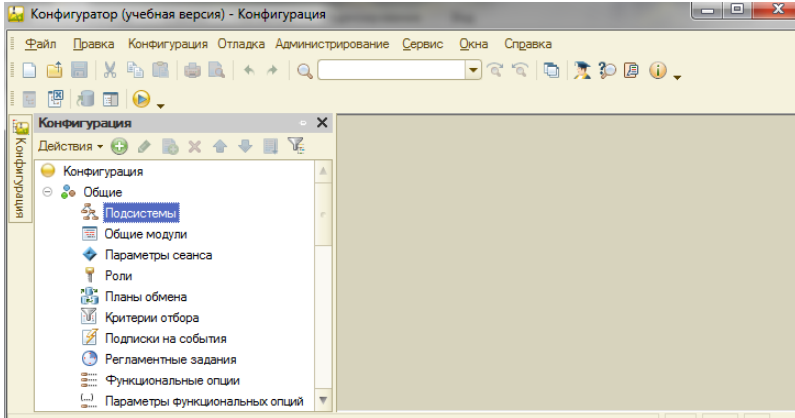 Конфигуратор (учебная версия) - Конфигурация
Файл Правка Конфигурация Отладка Администрирование Сервис Окна Справка
Конфигурация
Действия
Конфигурация
Конфигурация
Общие
Подсистемы
Общие модули
Параметры сеанса
Роли
Планы обмена
Критерии отбора
Подписки на события
Регламентные задания
Функциональные опции
Параметры функциональных опций